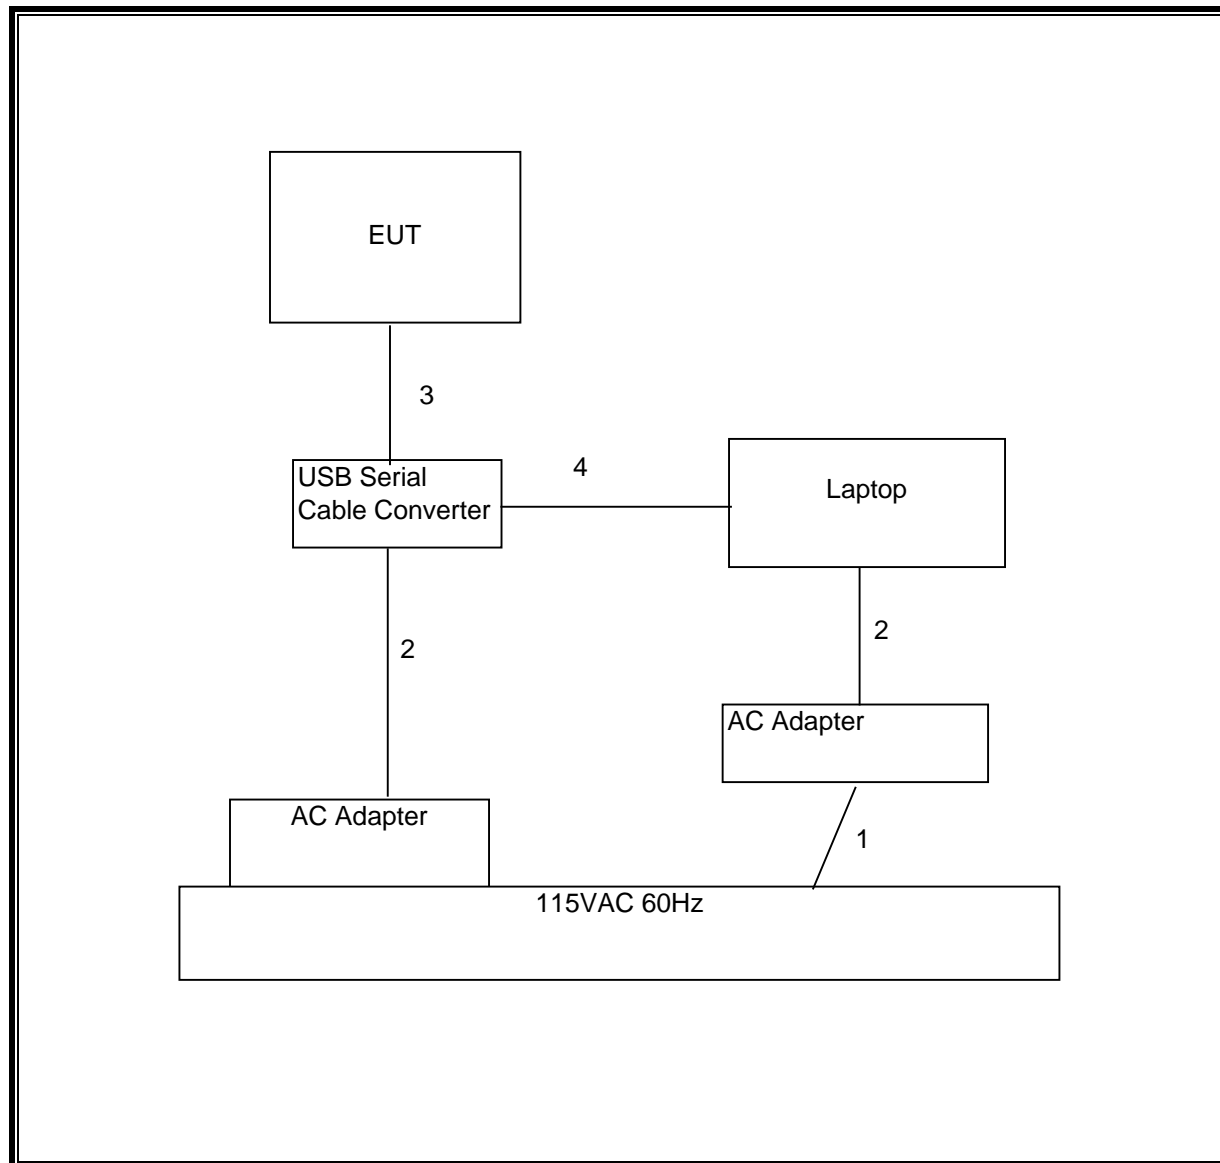 EUT
3
USB Serial
Cable Converter
4
Laptop
2
2
AC Adapter
AC Adapter
1
115VAC 60Hz